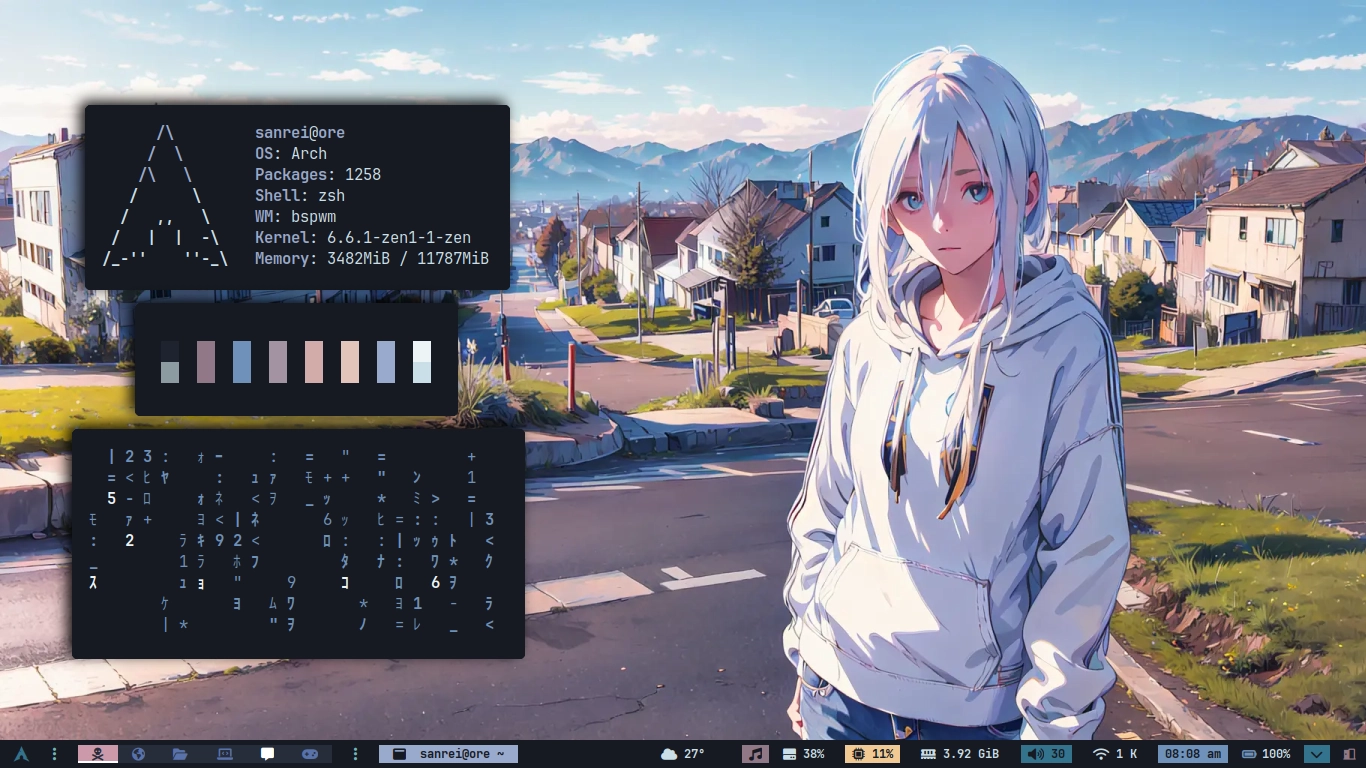 sanrei@ore
OS: Arch
Packages: 1258
Shell: zsh
WM: bspwm
Kernel: 6.6.1-zen1-1-zen
Memory: 3482MiB / 11787MiB
| 2 3 : ォ - : = " = +
= < ヒ ヤ : ュ ァ モ + + " ン 1
5 - ロ ォ ネ < ヲ _ ッ * ミ > =
モ ァ + ヨ < | ネ 6 ッ ヒ = : : | 3
: 2 ラ キ 9 2 < ロ : : | ッ ゥ ト <
_ 1 ラ ホ フ タ ナ : ワ * ク
ス ュ ョ " 9 コ ロ 6 ヲ
ケ ヨ ム ワ * ヨ 1 - ラ
| * " ヲ ノ = レ _ <
sanrei@ore ~ 27° 38% 11% 3.92 GiB 30 1 K 08:08 am 100%